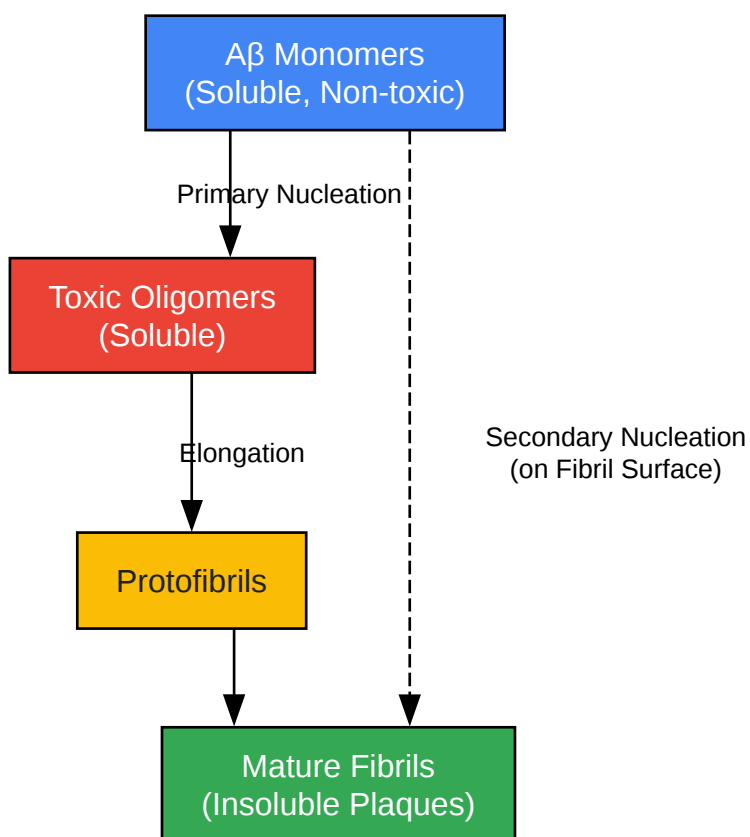 Aβ Monomers
(Soluble, Non-toxic)
Primary Nucleation
Toxic Oligomers
(Soluble)
Elongation
Secondary Nucleation
(on Fibril Surface)
Protofibrils
Mature Fibrils
(Insoluble Plaques)